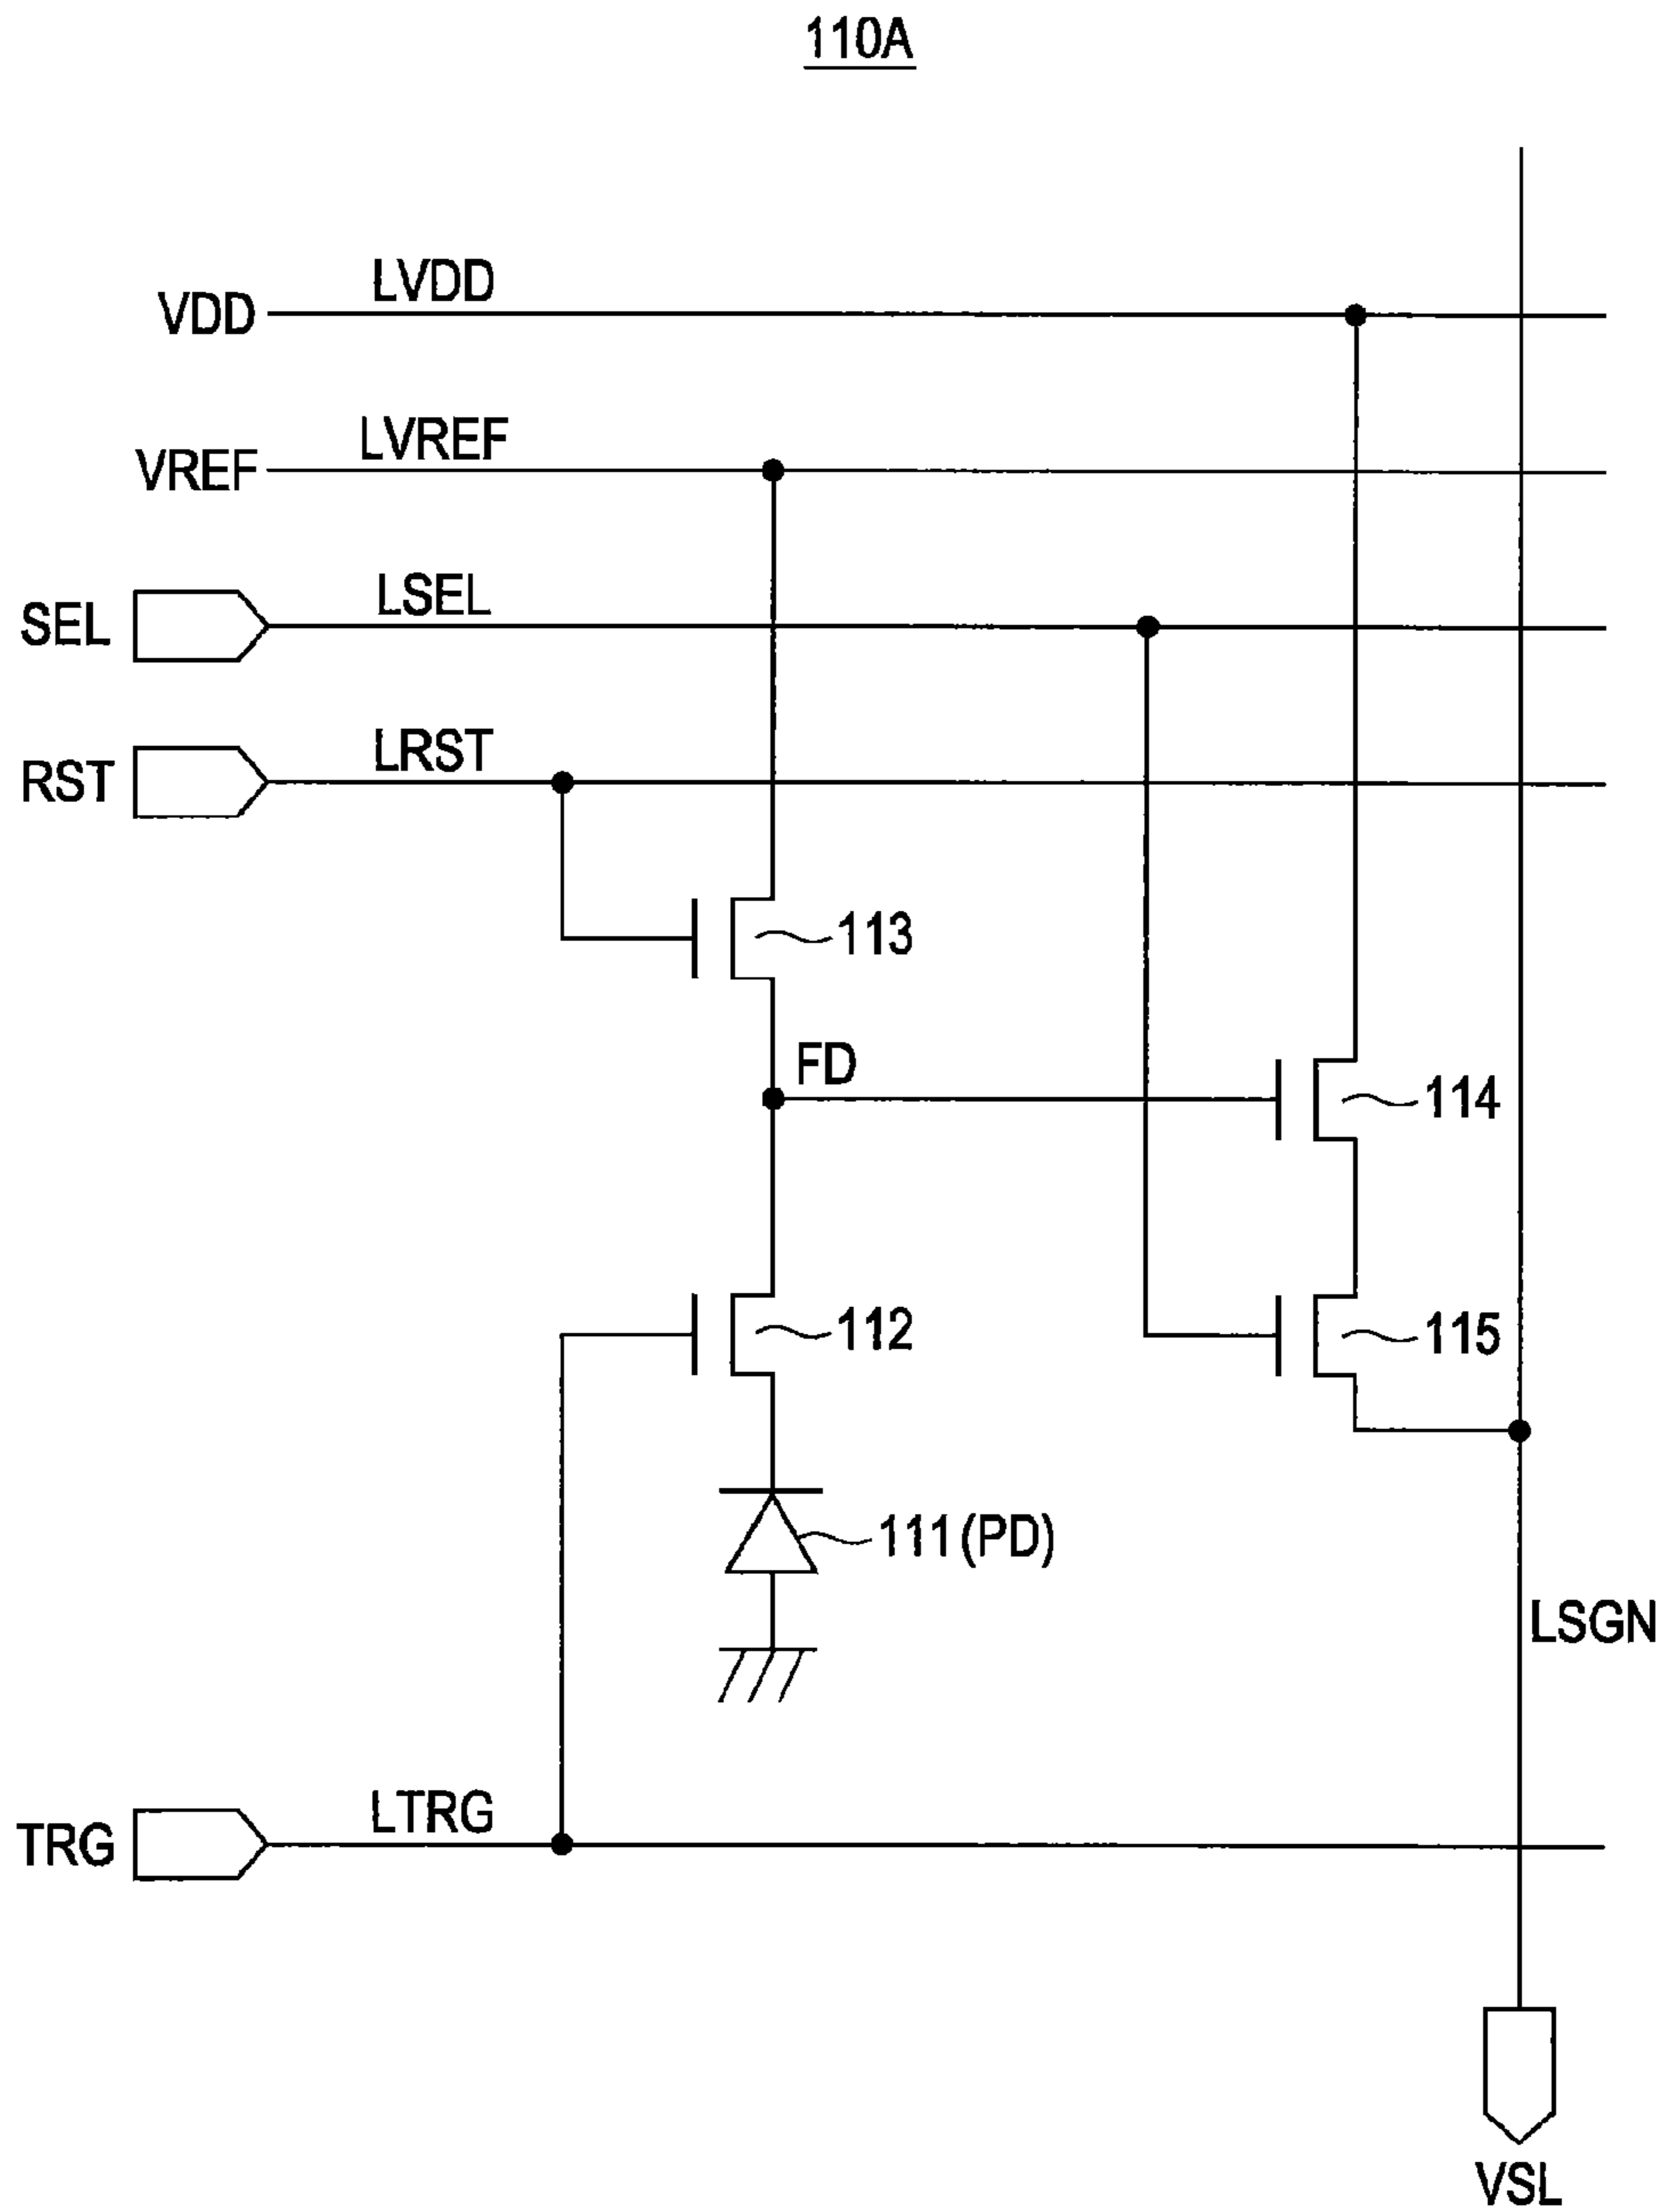 110A
LVDD
VDD
LVREF
VREF
LSEL
SEL
LRST
RST
113
FD
114
112
115
111(PD)
LSGN
LTRG
TRG
VSL